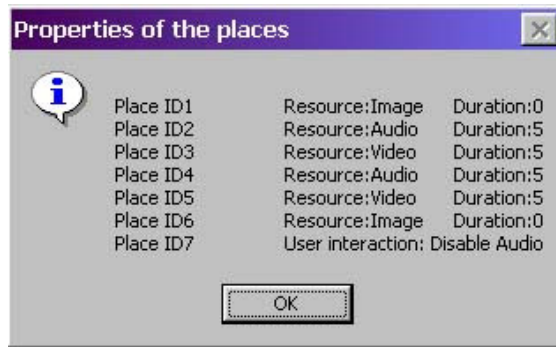 Properties of the places
Place ID1 Resource:Image Duration:0
Place ID2 Resource:Audio Duration:5
Place ID3 Resource:Video Duration:5
Place ID4 Resource:Audio Duration:5
Place ID5 Resource:Video Duration:5
Place ID6 Resource:Image Duration:0
Place ID7 User interaction: Disable Audio
OK